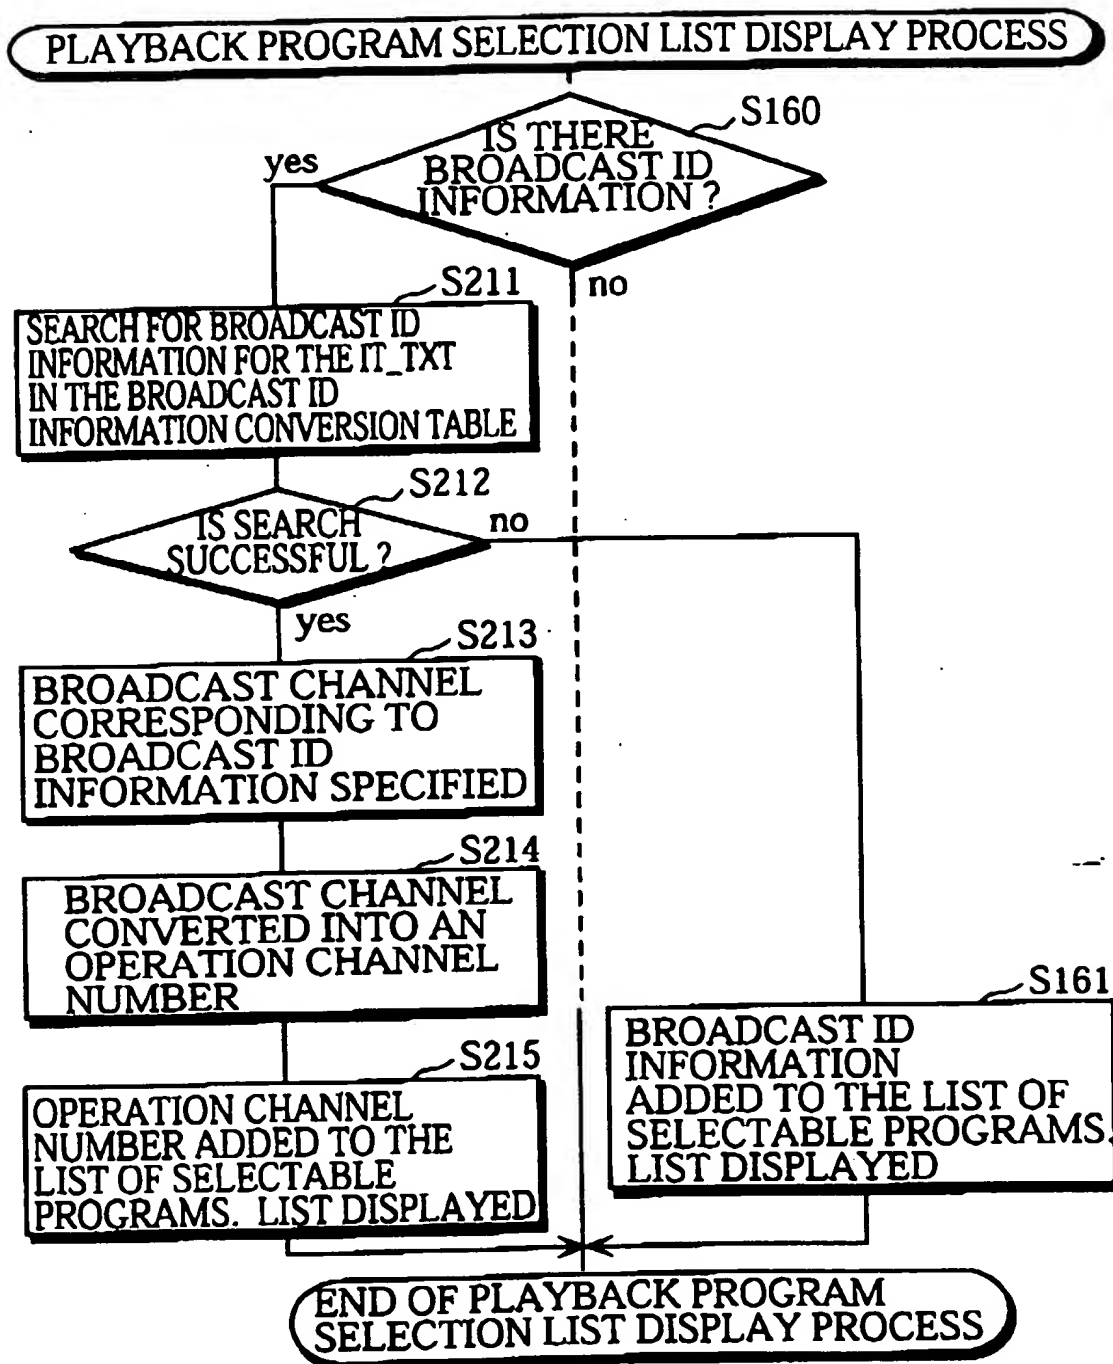 PLAYBACK PROGRAM SELECTION LIST DISPLAY PROCESS
S160
IS THERE
BROADCAST ID
INFORMATION ?
yes
no
S211
SEARCH FOR BROADCAST ID
INFORMATION FOR THE IT_TXT
IN THE BROADCAST ID
INFORMATION CONVERSION TABLE
S212
IS SEARCH
SUCCESSFUL ?
no
yes
S213
BROADCAST CHANNEL
CORRESPONDING TO
BROADCAST ID
INFORMATION SPECIFIED
S214
BROADCAST CHANNEL
CONVERTED INTO AN
OPERATION CHANNEL
NUMBER
S161
BROADCAST ID
INFORMATION
ADDED TO THE LIST OF
SELECTABLE PROGRAMS.
LIST DISPLAYED
S215
OPERATION CHANNEL
NUMBER ADDED TO THE
LIST OF SELECTABLE
PROGRAMS. LIST DISPLAYED
END OF PLAYBACK PROGRAM
SELECTION LIST DISPLAY PROCESS